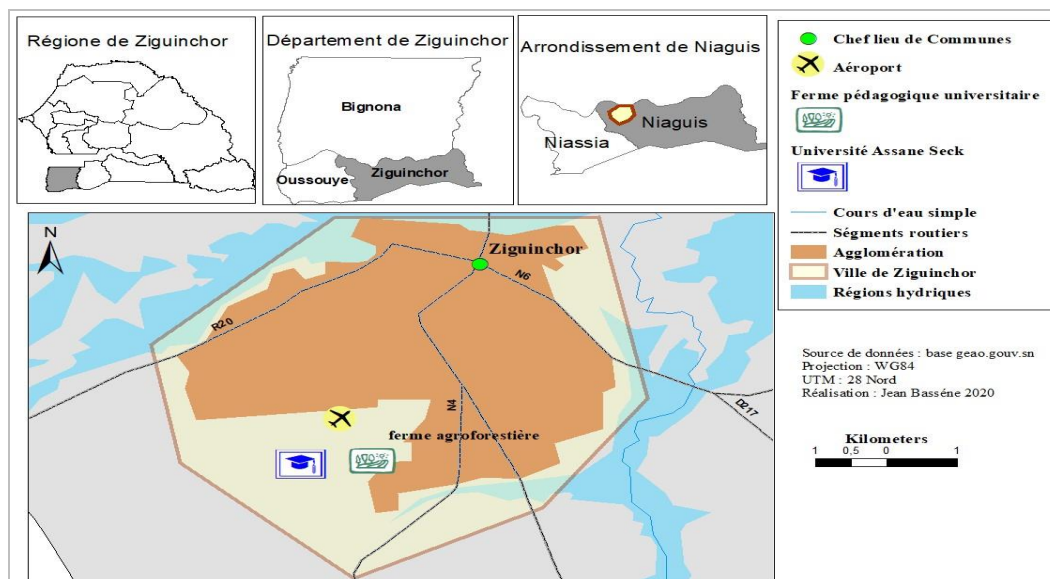 Régione de Ziguinchor
Département de Ziguinchor
Bignona
Oussouye
Ziguinchor
Arrondissement de Niaguis
Niassia
Niaguis
Chef lieu de Communes
Aéroport
Ferme pédagogique universitaire
Université Assane Seck
Cours d'eau simple
Ségments routiers
Agglomération
Ville de Ziguinchor
Régions hydriques
N
Ziguinchor
N6
R20
N4
D217
ferme agroforestière
Source de données : base geao.gouv.sn
Projection : WG84
UTM : 28 Nord
Réalisation : Jean Basséne 2020
Kilometers
1 0,5 0 1